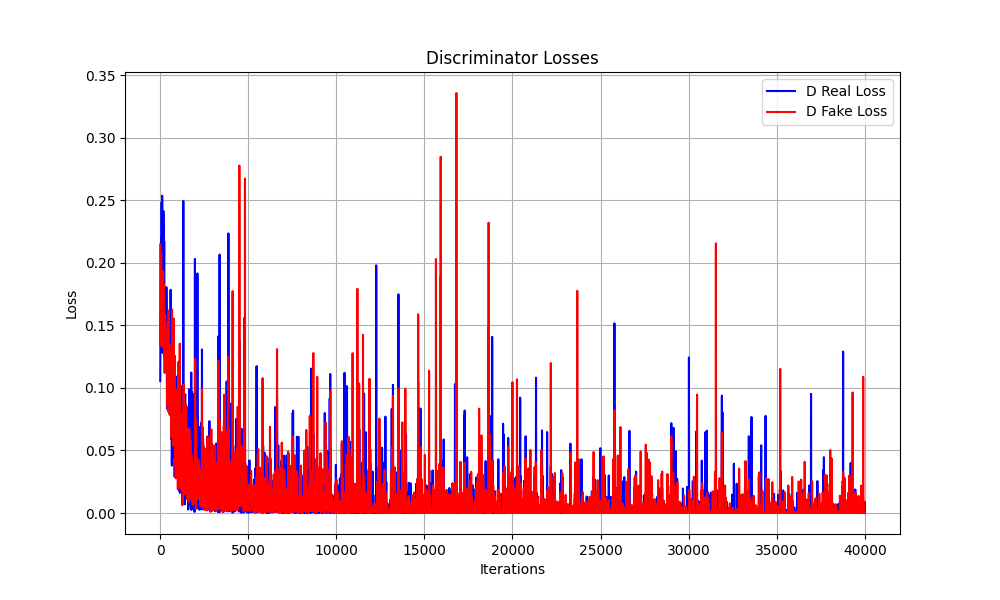 Discriminator Losses
D Real Loss
D Fake Loss
Loss
0.35
0.30
0.25
0.20
0.15
0.10
0.05
0.00
0 5000 10000 15000 20000 25000 30000 35000 40000
Iterations